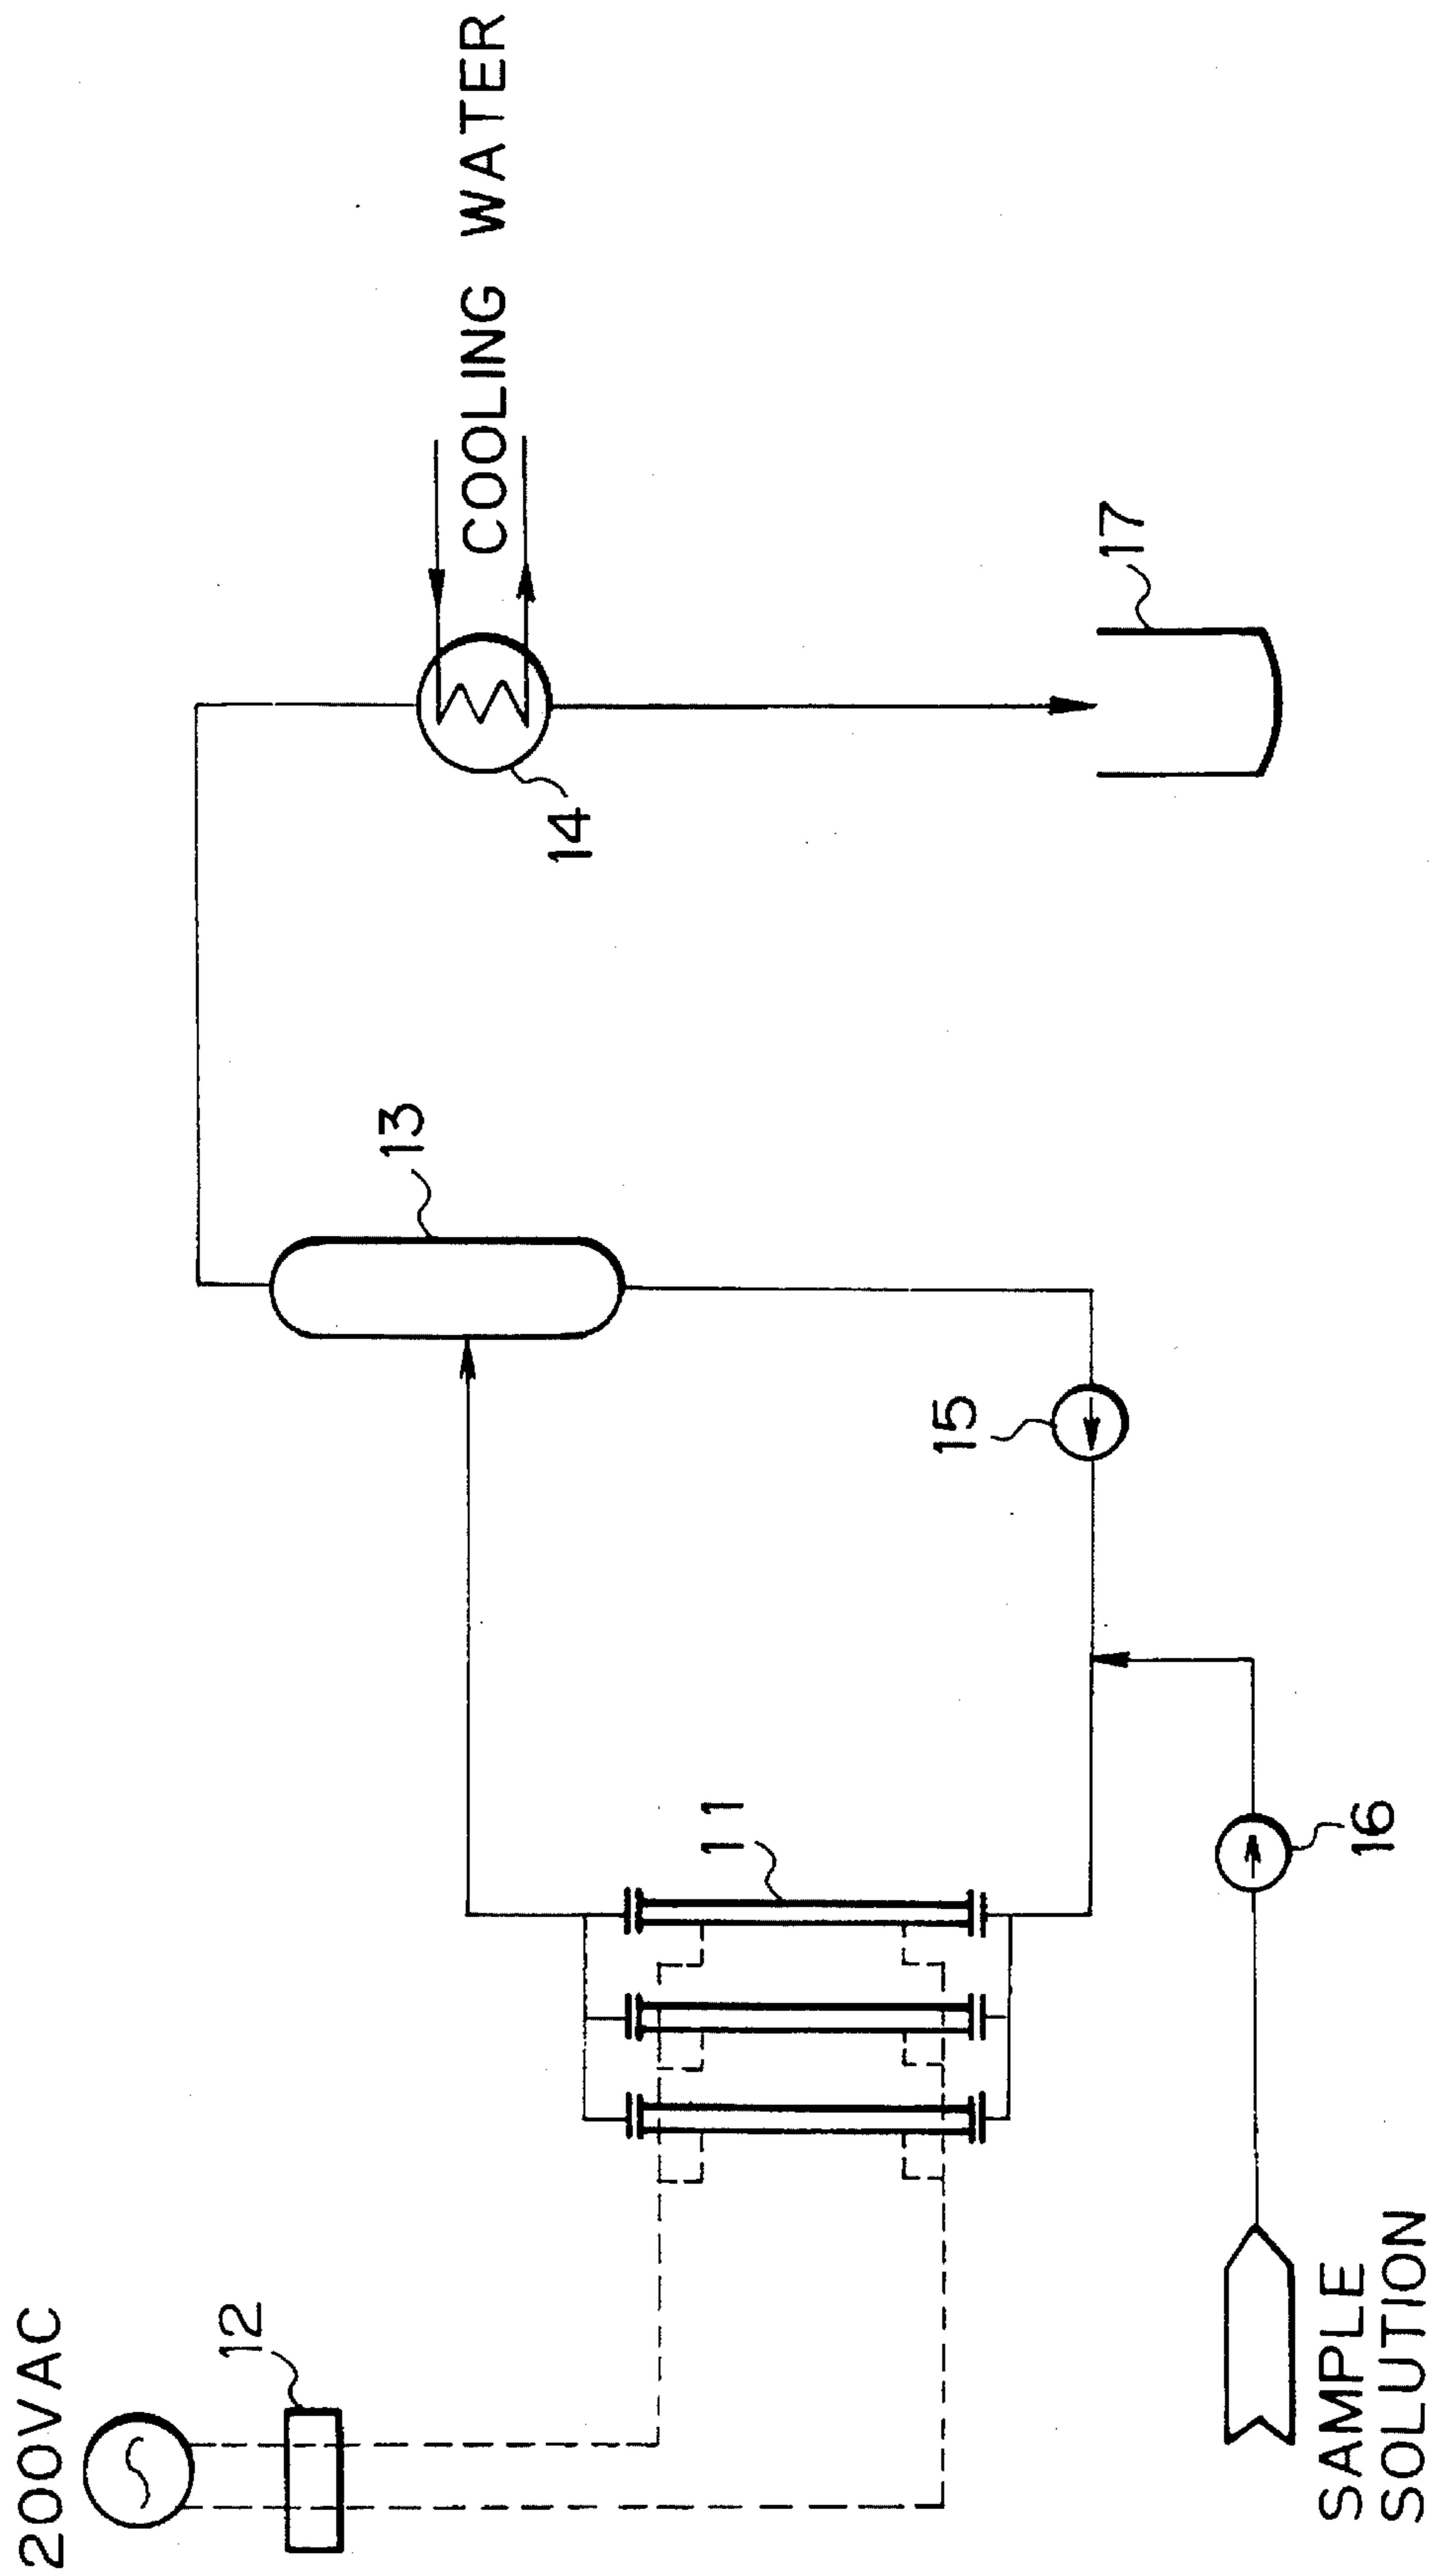 200VAC
12
11
13
14
COOLING WATER
15
16
17
SAMPLE
SOLUTION